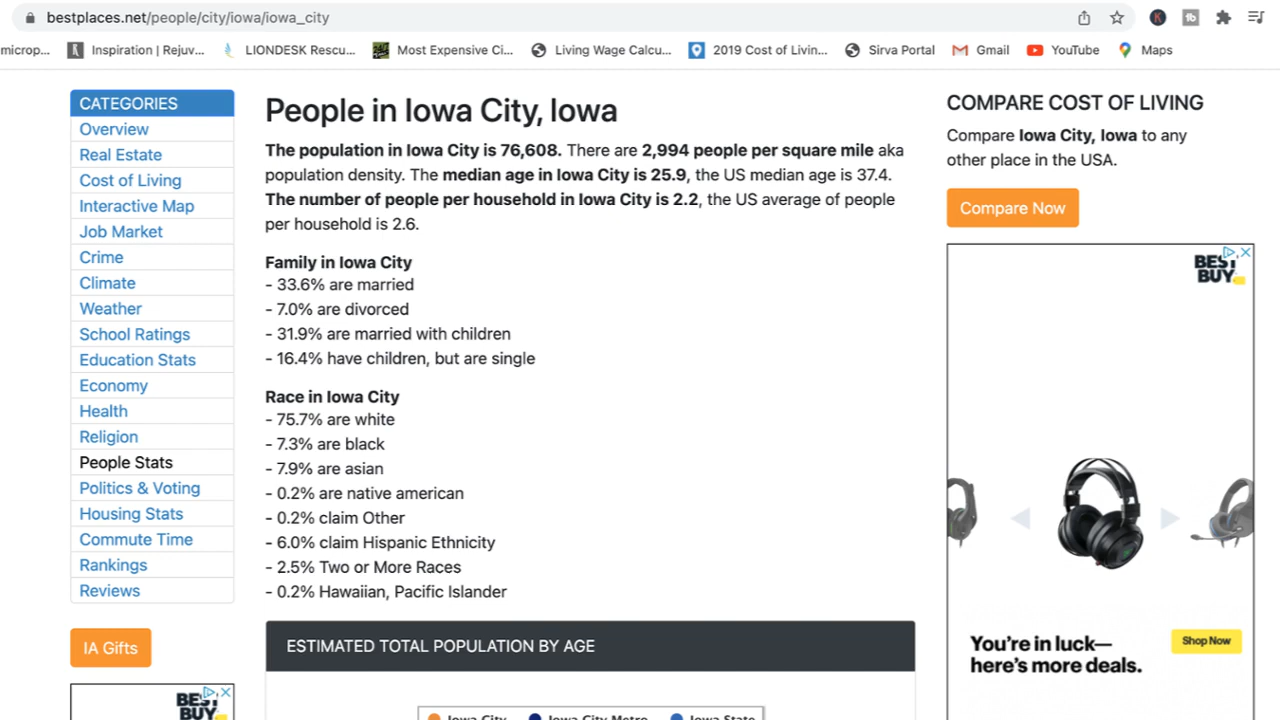 bestplaces.net/people/city/iowa/iowa_city
microp...
Inspiration | Rejuv...
LIONDESK Rescu...
Most Expensive Ci...
Living Wage Calcu...
2019 Cost of Livin...
Sirva Portal
Gmail
YouTube
Maps
CATEGORIES
Overview
Real Estate
Cost of Living
Interactive Map
Job Market
Crime
Climate
Weather
School Ratings
Education Stats
Economy
Health
Religion
People Stats
Politics & Voting
Housing Stats
Commute Time
Rankings
Reviews
IA Gifts
BEST
BUY
People in Iowa City, Iowa
The population in Iowa City is 76,608. There are 2,994 people per square mile aka
population density. The median age in Iowa City is 25.9, the US median age is 37.4.
The number of people per household in Iowa City is 2.2, the US average of people
per household is 2.6.
Family in Iowa City
- 33.6% are married
- 7.0% are divorced
- 31.9% are married with children
- 16.4% have children, but are single
Race in Iowa City
- 75.7% are white
- 7.3% are black
- 7.9% are asian
- 0.2% are native american
- 0.2% claim Other
- 6.0% claim Hispanic Ethnicity
- 2.5% Two or More Races
- 0.2% Hawaiian, Pacific Islander
ESTIMATED TOTAL POPULATION BY AGE
Iowa City
Iowa City Metro
Iowa State
COMPARE COST OF LIVING
Compare Iowa City, Iowa to any
other place in the USA.
Compare Now
BEST
BUY
You're in luck—
here's more deals.
Shop Now